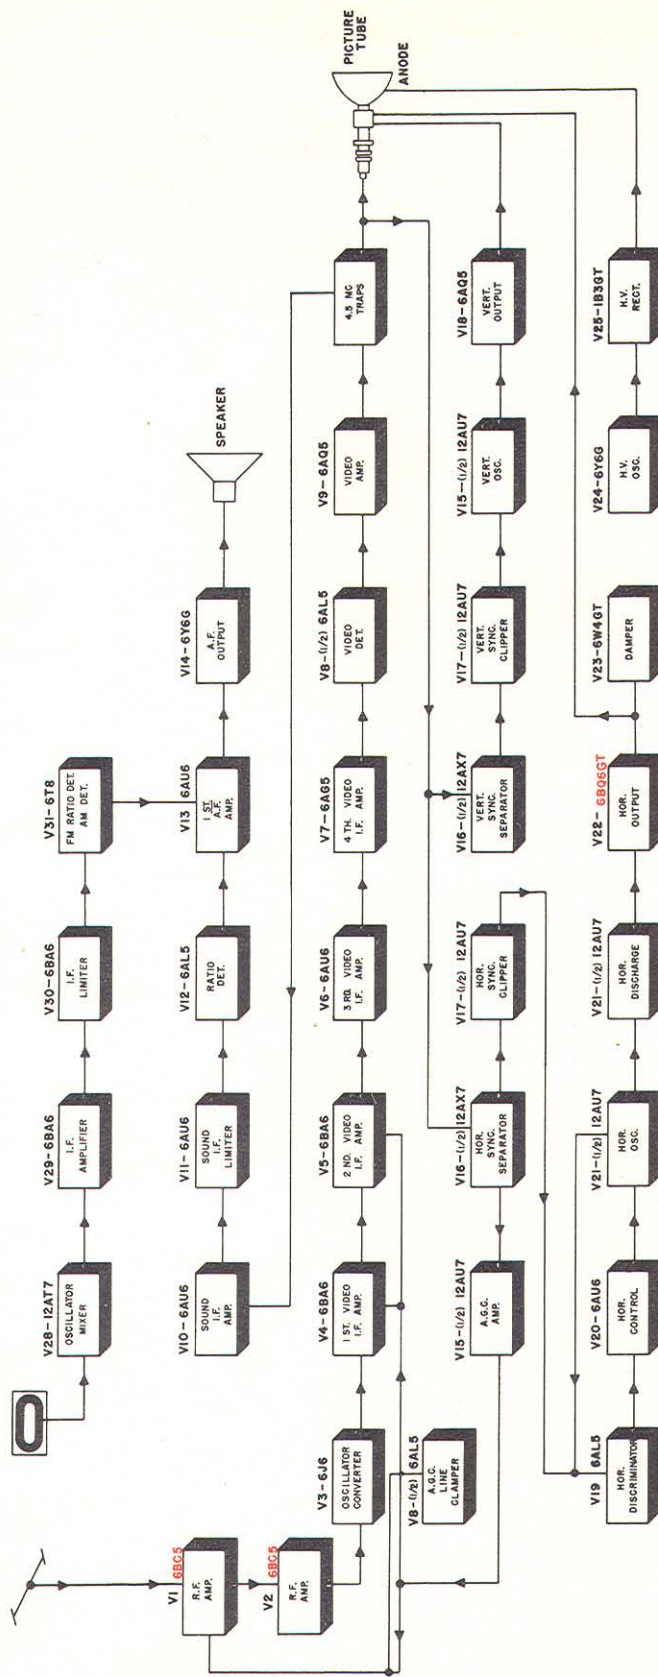 V28-12AT7
OSCILLATOR
MIXER
V29-6BA6
I.F.
AMPLIFIER
V30-6BA6
I.F.
LIMITER
V31-6T8
FM RATIO DET.
AM DET.
V10-6AU6
SOUND
I.F.
AMP.
V11-6AU6
SOUND
I.F.
LIMITER
V12-6AL5
RATIO
DET.
V13 6AU6
1 ST.
A.F.
AMP.
V14-6Y6G
A.F.
OUTPUT
SPEAKER
V1 6BC5
R.F.
AMP.
V2 6BC5
R.F.
AMP.
V3-6J6
OSCILLATOR
CONVERTER
V4-6BA6
1 ST. VIDEO
I.F. AMP.
V5-6BA6
2 ND. VIDEO
I.F. AMP.
V6-6AU6
3 RD. VIDEO
I.F. AMP.
V7-6AG5
4 TH. VIDEO
I.F. AMP.
V8-(1/2) 6AL5
VIDEO
DET.
V9-6AQ5
VIDEO
AMP.
4.5 MC
TRAPS
PICTURE
TUBE
ANODE
V8-(1/2) 6AL5
A.G.C.
LINE
CLAMPER
V15-(1/2) 12AU7
A.G.C.
AMP.
V16-(1/2) 12AX7
HOR.
SYNC.
SEPARATOR
V17-(1/2) 12AU7
HOR.
SYNC.
CLIPPER
V16-(1/2) 12AX7
VERT.
SYNC.
SEPARATOR
V17-(1/2) 12AU7
VERT.
SYNC.
CLIPPER
V15-(1/2) 12AU7
VERT.
OSC.
V18-6AQ5
VERT.
OUTPUT
V19 6AL5
HOR.
DISCRIMINATOR
V20-6AU6
HOR.
CONTROL
V21-(1/2) 12AU7
HOR.
OSC.
V21-(1/2) 12AU7
HOR.
DISCHARGE
V22- 6BQ6GT
HOR.
OUTPUT
V23-6W4GT
DAMPER
V24-6Y6G
H.V.
OSC.
V25-1B3GT
H.V.
RECT.